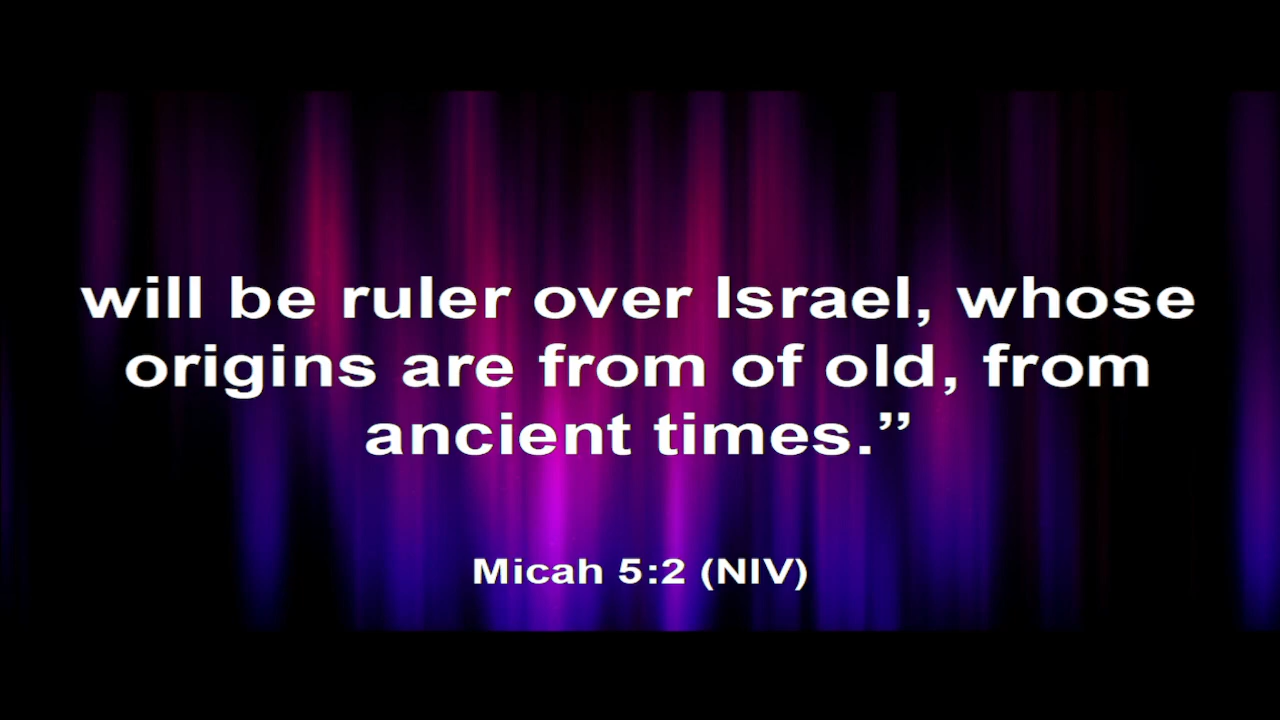 will be ruler over Israel, whose
origins are from of old, from
ancient times.”
Micah 5:2 (NIV)